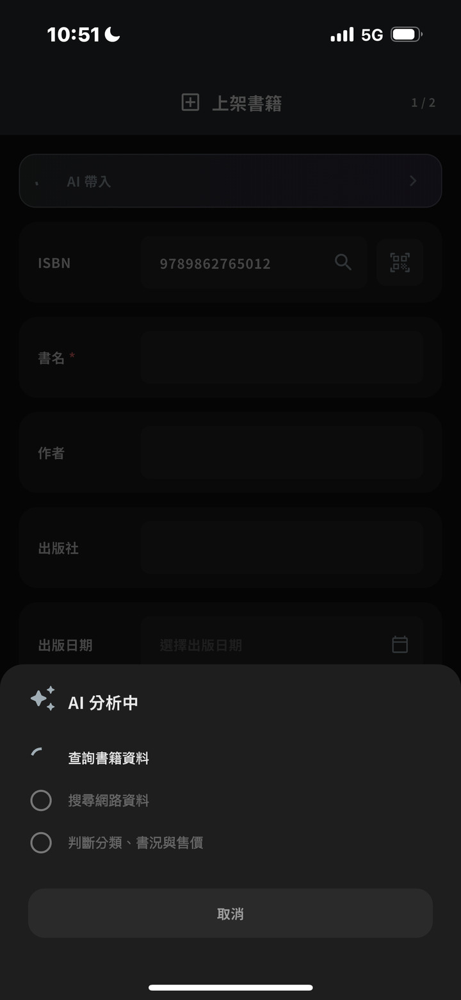 10:51
5G
上架書籍
1 / 2
AI 帶入
ISBN
9789862765012
書名 *
作者
出版社
出版日期
選擇出版日期
AI 分析中
查詢書籍資料
搜尋網路資料
判斷分類、書況與售價
取消